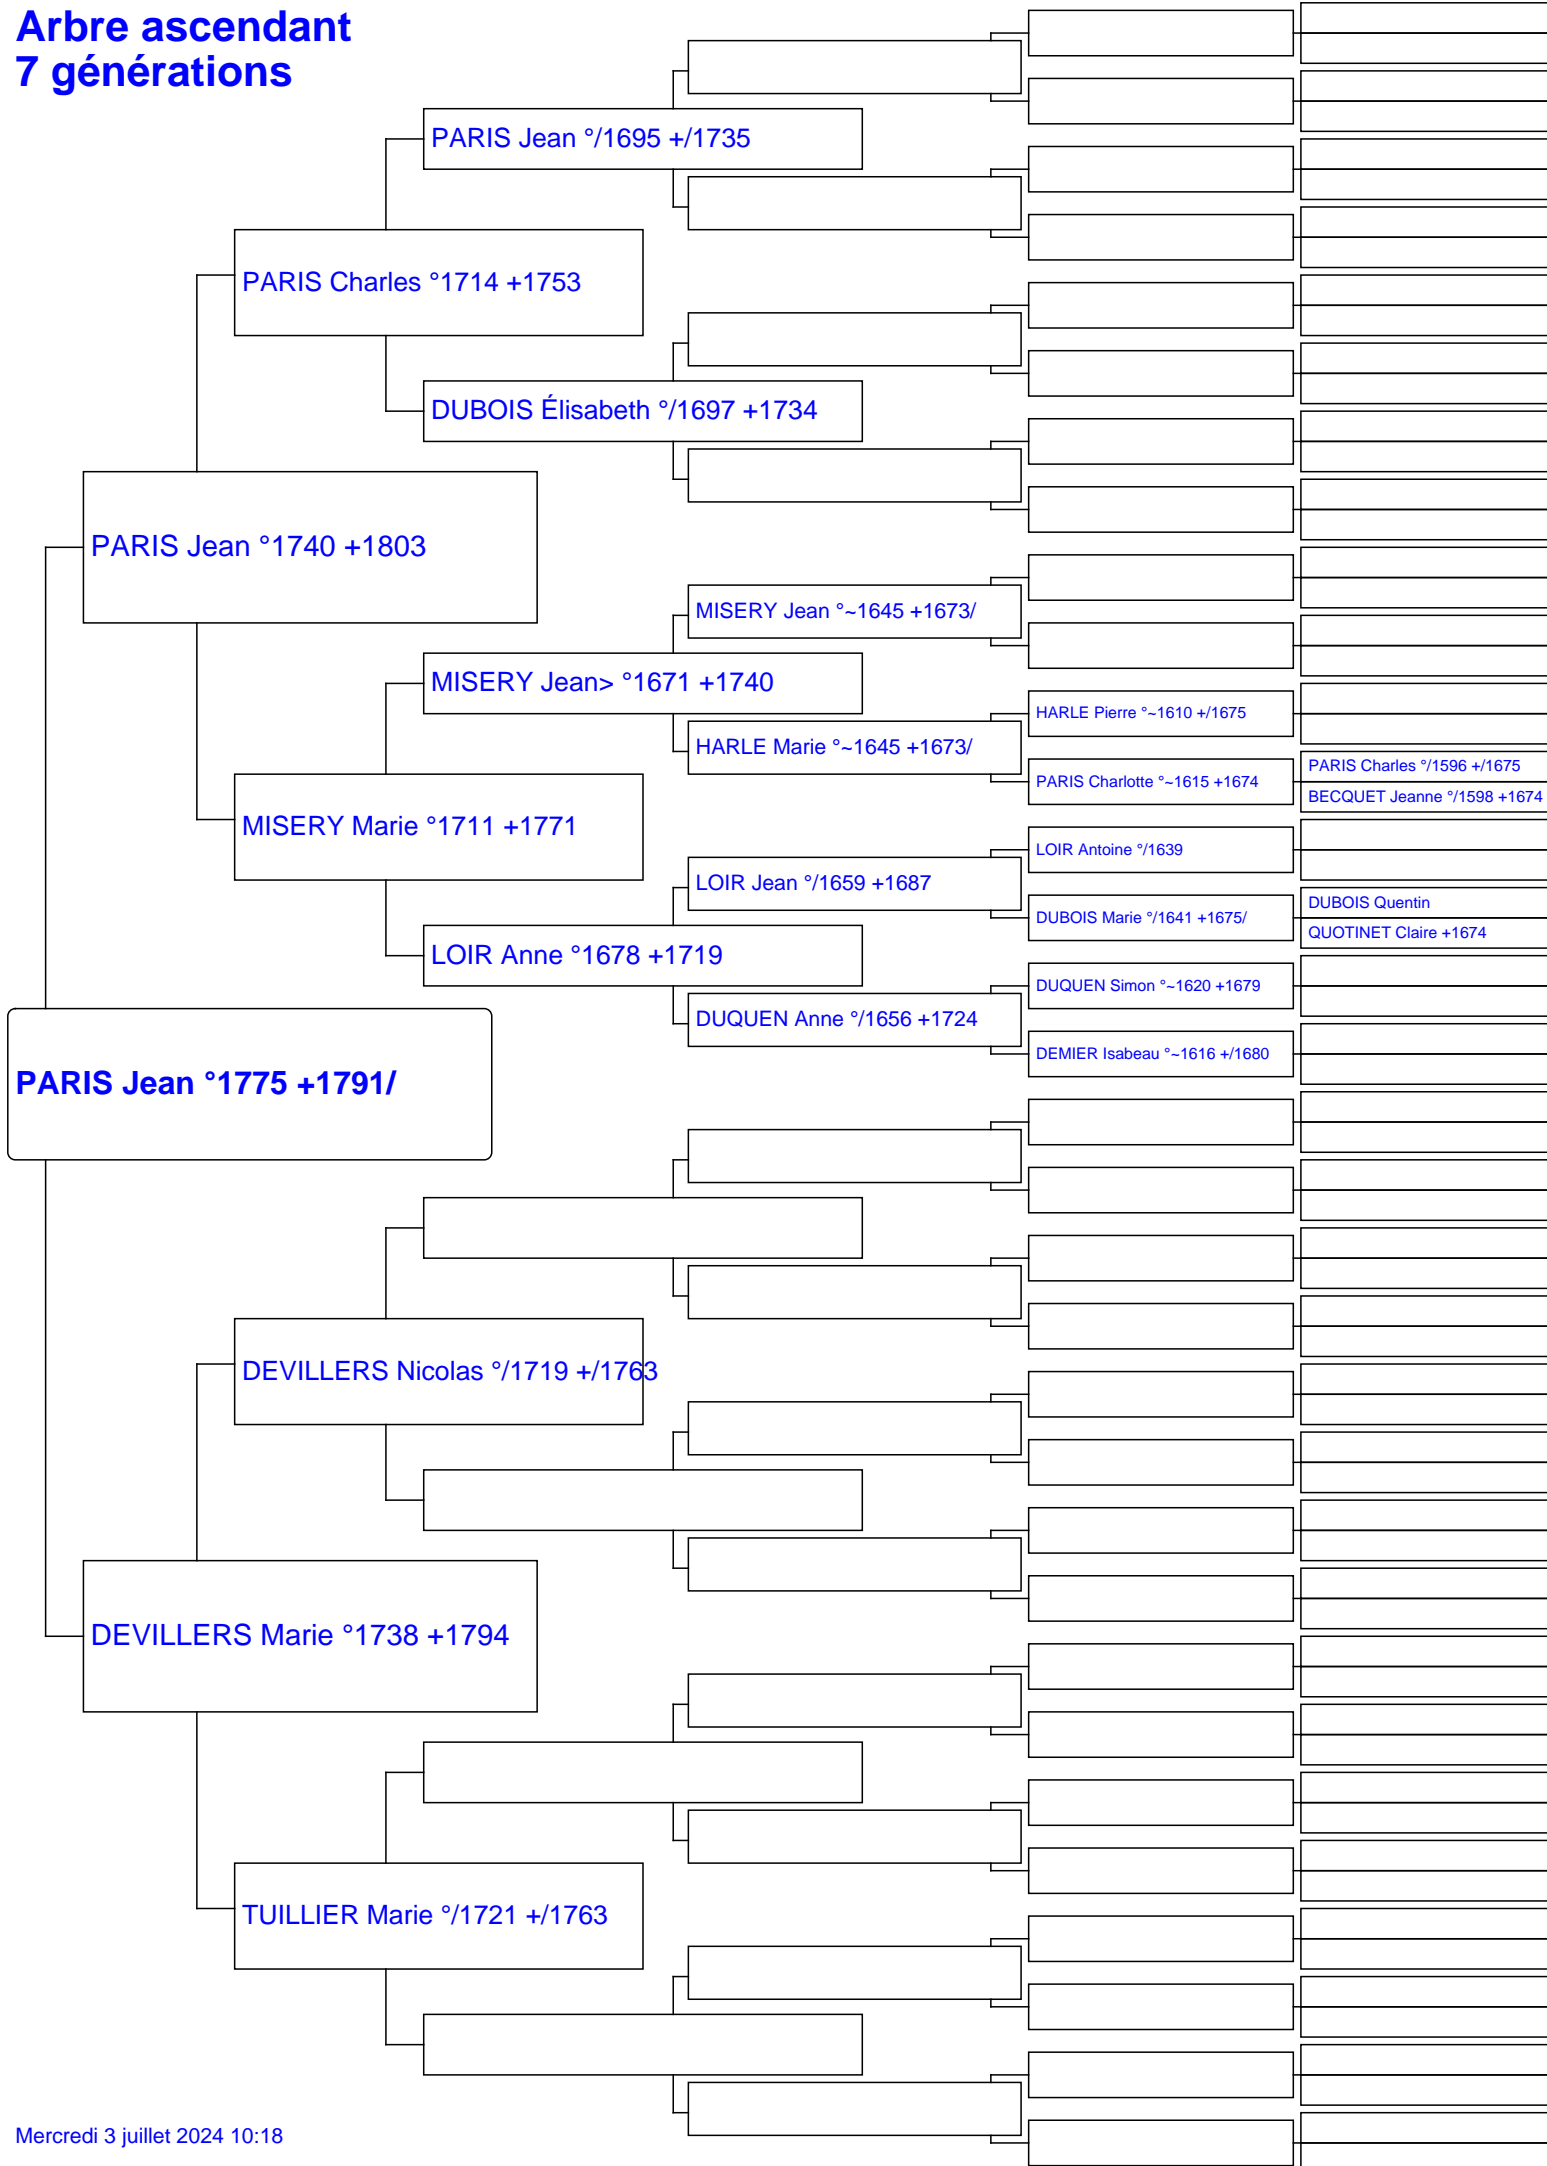 Arbre ascendant
7 générations
PARIS Jean °/1695 +/1735
PARIS Charles °1714 +1753
DUBOIS Élisabeth °/1697 +1734
PARIS Jean °1740 +1803
MISERY Jean °~1645 +1673/
MISERY Jean> °1671 +1740
HARLE Pierre °~1610 +/1675
HARLE Marie °~1645 +1673/
PARIS Charles °/1596 +/1675
PARIS Charlotte °~1615 +1674
BECQUET Jeanne °/1598 +1674
MISERY Marie °1711 +1771
LOIR Antoine °/1639
LOIR Jean °/1659 +1687
DUBOIS Quentin
DUBOIS Marie °/1641 +1675/
QUOTINET Claire +1674
LOIR Anne °1678 +1719
DUQUEN Simon °~1620 +1679
DUQUEN Anne °/1656 +1724
DEMIER Isabeau °~1616 +/1680
PARIS Jean °1775 +1791/
DEVILLERS Nicolas °/1719 +/1763
DEVILLERS Marie °1738 +1794
TUILLIER Marie °/1721 +/1763
Mercredi 3 juillet 2024 10:18